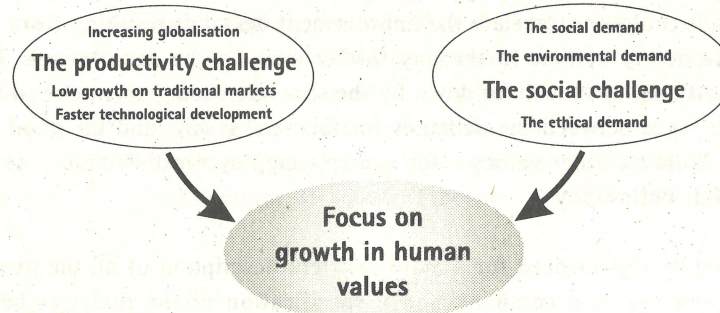 Increasing globalisation
The productivity challenge
Low growth on traditional markets
Faster technological development
The social demand
The environmental demand
The social challenge
The ethical demand
Focus on
growth in human
values